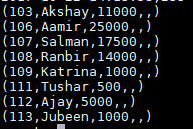 (103,Akshay,11000,,)
(106,Aamir,25000,,)
(107,Salman,17500,,)
(108,Ranbir,14000,,)
(109,Katrina,1000,,)
(111,Tushar,500,,)
(112,Ajay,5000,,)
(113,Jubeen,1000,,)